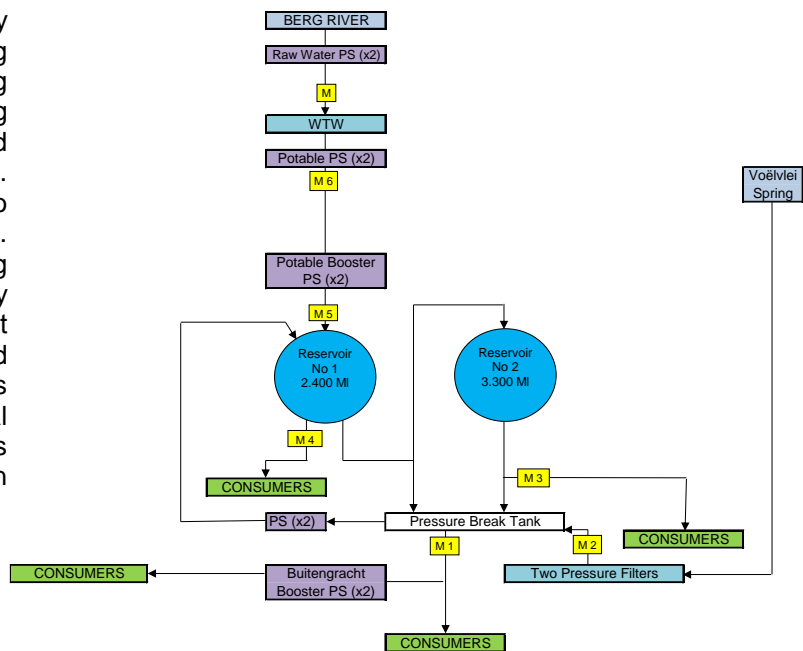 y
g
g
g
d
.
o
.
g
y
t
d
s
al
s
n
BERG RIVER
Raw Water PS (x2)
M
WTW
Potable PS (x2)
M 6
Voëlvlei
Spring
Potable Booster
PS (x2)
M 5
Reservoir
No 1
2.400 Ml
Reservoir
No 2
3.300 Ml
M 4
M 3
CONSUMERS
PS (x2)
Pressure Break Tank
CONSUMERS
M 1
M 2
CONSUMERS
Buitengracht
Booster PS (x2)
Two Pressure Filters
CONSUMERS